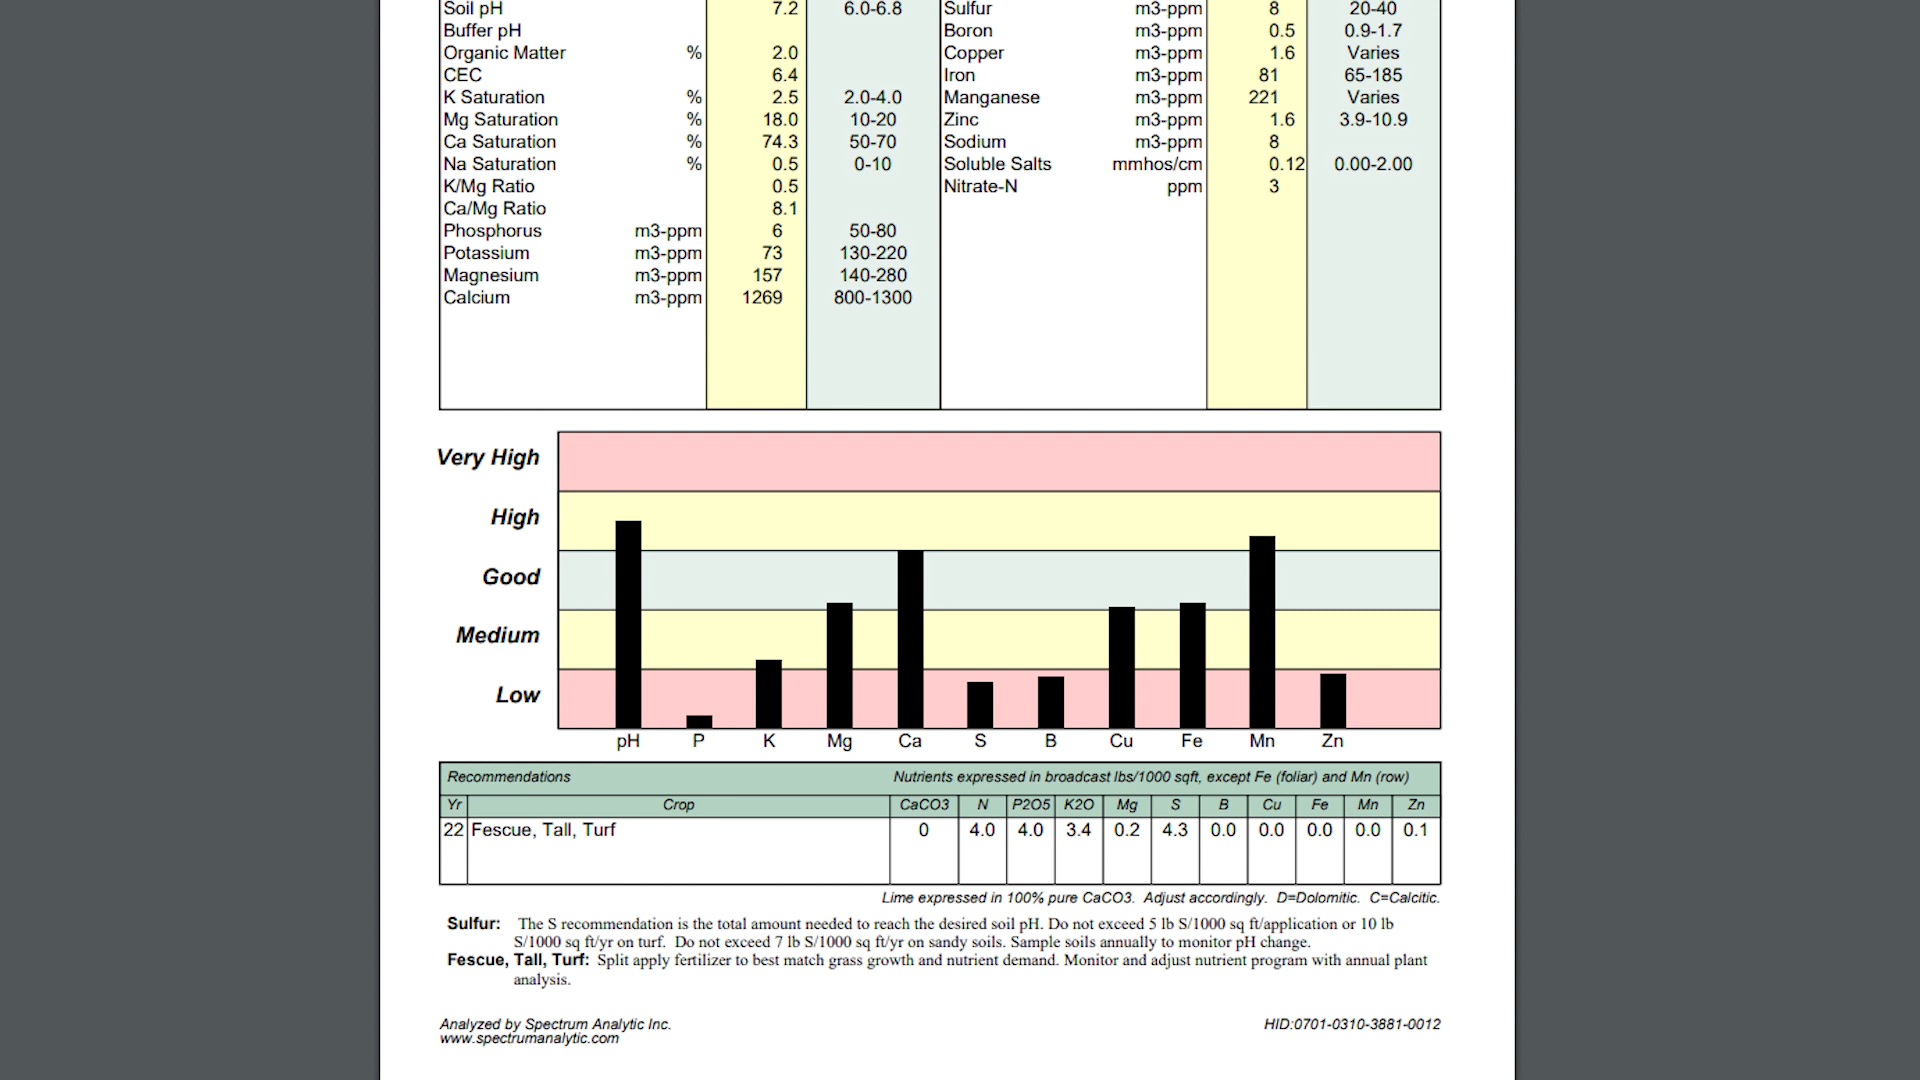 Soil pH 7.2 6.0-6.8 Sulfur m3-ppm 8 20-40
Buffer pH Boron m3-ppm 0.5 0.9-1.7
Organic Matter % 2.0 Copper m3-ppm 1.6 Varies
CEC 6.4 Iron m3-ppm 81 65-185
K Saturation % 2.5 2.0-4.0 Manganese m3-ppm 221 Varies
Mg Saturation % 18.0 10-20 Zinc m3-ppm 1.6 3.9-10.9
Ca Saturation % 74.3 50-70 Sodium m3-ppm 8
Na Saturation % 0.5 0-10 Soluble Salts mmhos/cm 0.12 0.00-2.00
K/Mg Ratio 0.5 Nitrate-N ppm 3
Ca/Mg Ratio 8.1
Phosphorus m3-ppm 6 50-80
Potassium m3-ppm 73 130-220
Magnesium m3-ppm 157 140-280
Calcium m3-ppm 1269 800-1300
Very High
High
Good
Medium
Low
pH P K Mg Ca S B Cu Fe Mn Zn
Recommendations Nutrients expressed in broadcast lbs/1000 sqft, except Fe (foliar) and Mn (row)
Yr Crop CaCO3 N P2O5 K2O Mg S B Cu Fe Mn Zn
22 Fescue, Tall, Turf 0 4.0 4.0 3.4 0.2 4.3 0.0 0.0 0.0 0.0 0.1
Lime expressed in 100% pure CaCO3. Adjust accordingly. D=Dolomitic. C=Calcitic.
Sulfur: The S recommendation is the total amount needed to reach the desired soil pH. Do not exceed 5 lb S/1000 sq ft/application or 10 lb
S/1000 sq ft/yr on turf. Do not exceed 7 lb S/1000 sq ft/yr on sandy soils. Sample soils annually to monitor pH change.
Fescue, Tall, Turf: Split apply fertilizer to best match grass growth and nutrient demand. Monitor and adjust nutrient program with annual plant
analysis.
Analyzed by Spectrum Analytic Inc. HID:0701-0310-3881-0012
www.spectrumanalytic.com